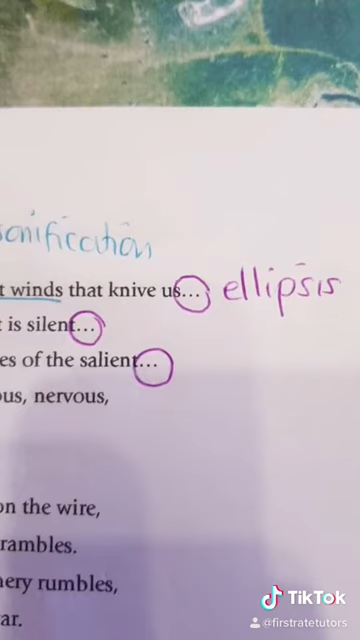 sonification
t winds that knive us... ellipsis
t is silent...
es of the salient...
ous, nervous,
on the wire,
rambles.
nery rumbles,
ar.
TikTok
@firstratetutors